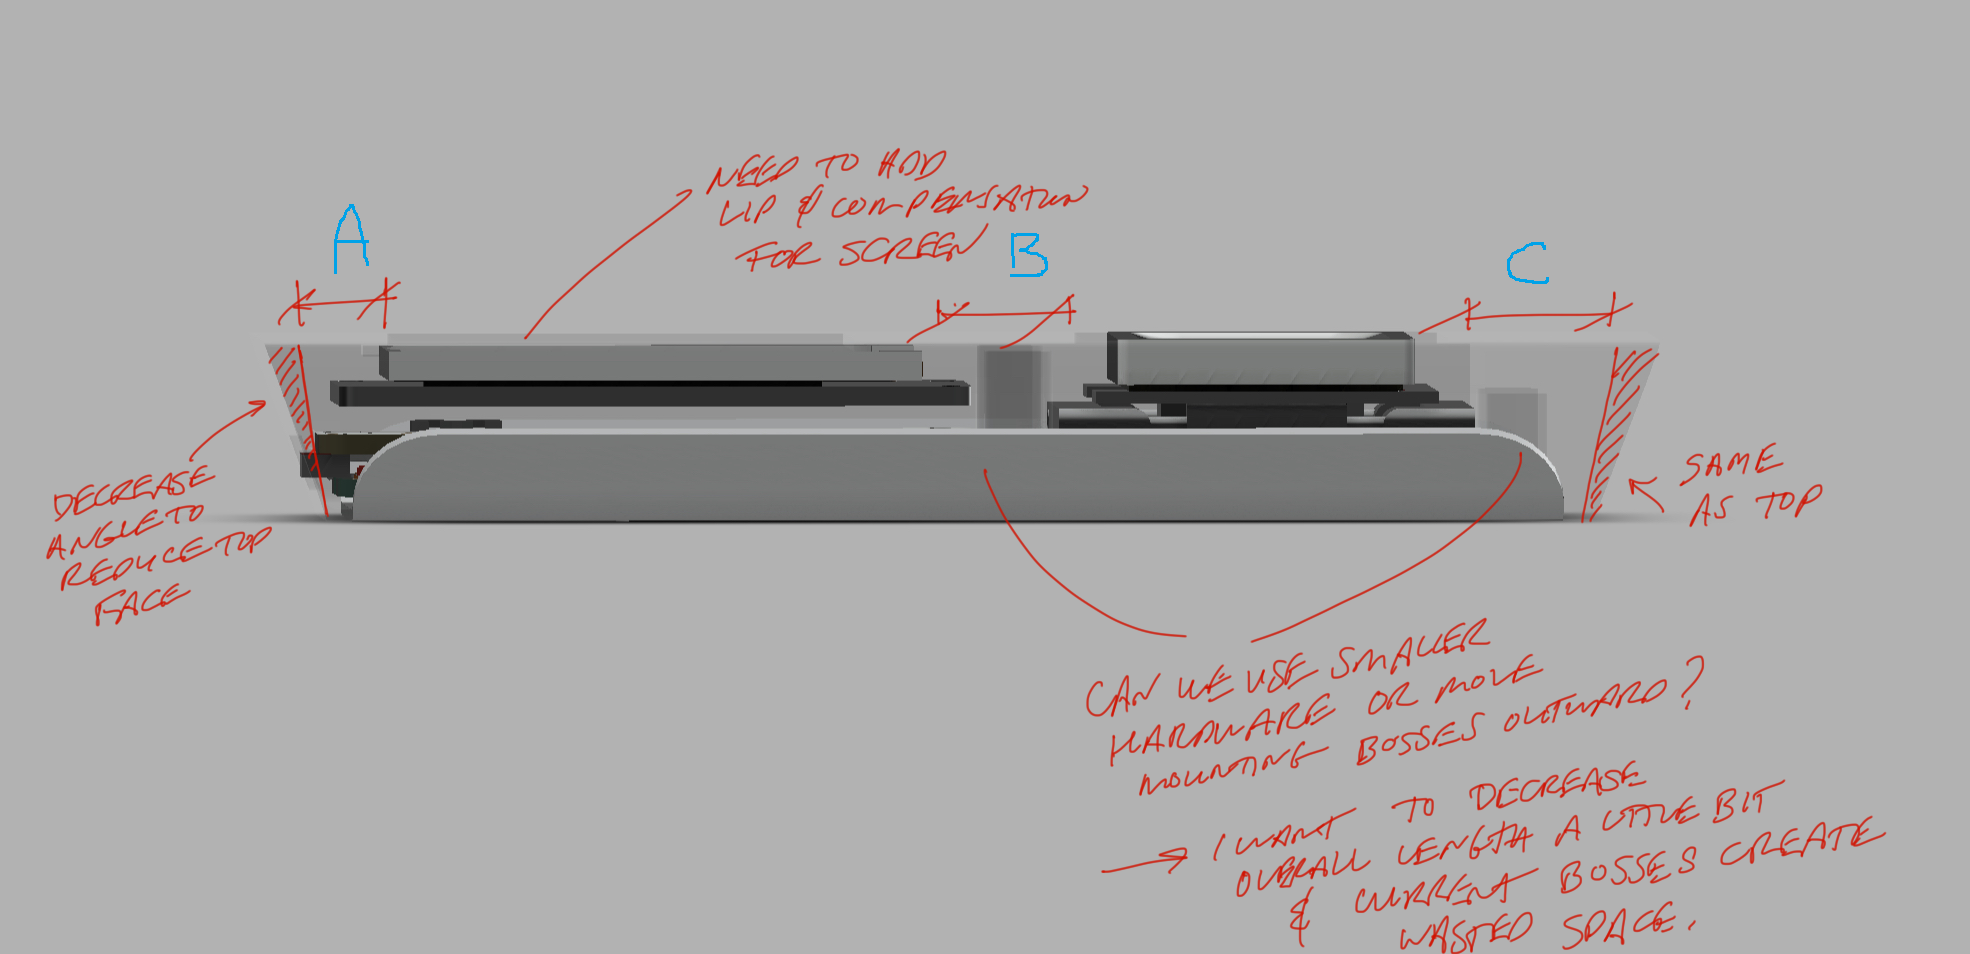 NEED TO ADD
LIP & COMPENSATION
FOR SCREEN
A
B
C
DECREASE
ANGLE TO
REDUCE TOP
FACE
SAME
AS TOP
CAN WE USE SMALLER
HARDWARE OR MOVE
MOUNTING BOSSES OUTWARD?
I WANT TO DECREASE
OVERALL LENGTH A LITTLE BIT
& CURRENT BOSSES CREATE
WASTED SPACE.